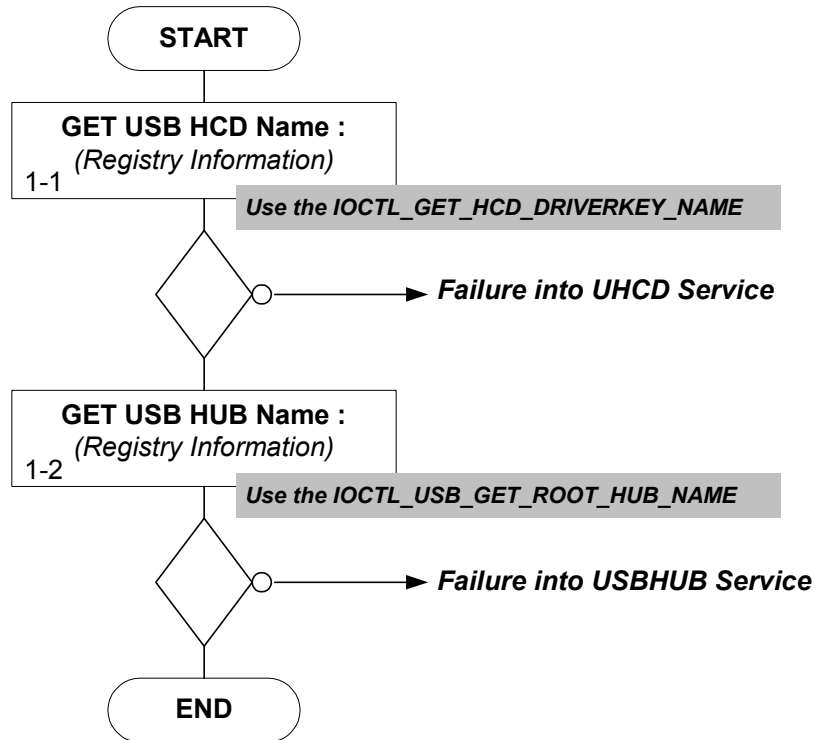 START
GET USB HCD Name :
(Registry Information)
1-1
Use the IOCTL_GET_HCD_DRIVERKEY_NAME
Failure into UHCD Service
GET USB HUB Name :
(Registry Information)
1-2
Use the IOCTL_USB_GET_ROOT_HUB_NAME
Failure into USBHUB Service
END